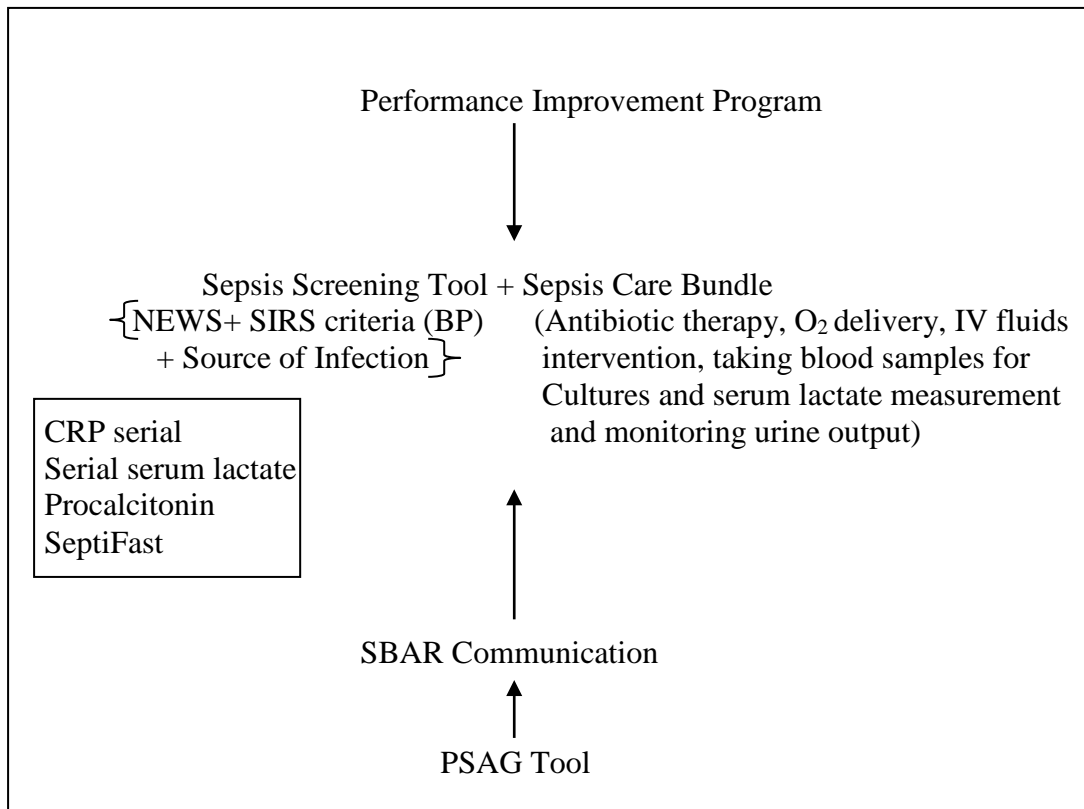 Performance Improvement Program
Sepsis Screening Tool + Sepsis Care Bundle
{NEWS+ SIRS criteria (BP)
+ Source of Infection}
(Antibiotic therapy, O₂ delivery, IV fluids
intervention, taking blood samples for
Cultures and serum lactate measurement
and monitoring urine output)
CRP serial
Serial serum lactate
Procalcitonin
SeptiFast
SBAR Communication
PSAG Tool